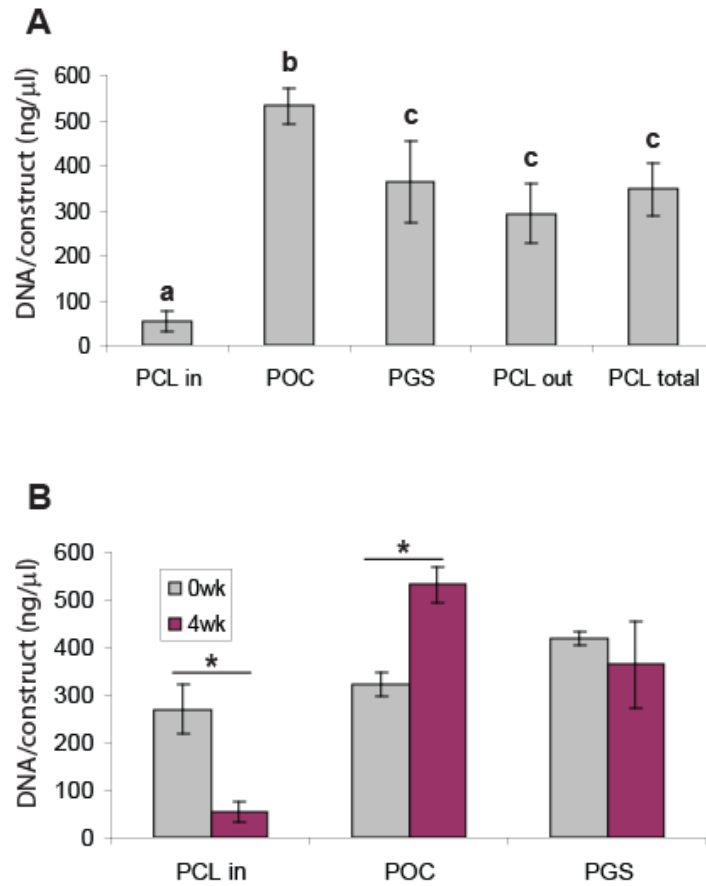 A
DNA/construct (ng/µl)
600
500
400
300
200
100
0
a
b
c
c
c
PCL in
POC
PGS
PCL out
PCL total
B
DNA/construct (ng/µl)
600
500
400
300
200
100
0
0wk
4wk
*
*
PCL in
POC
PGS